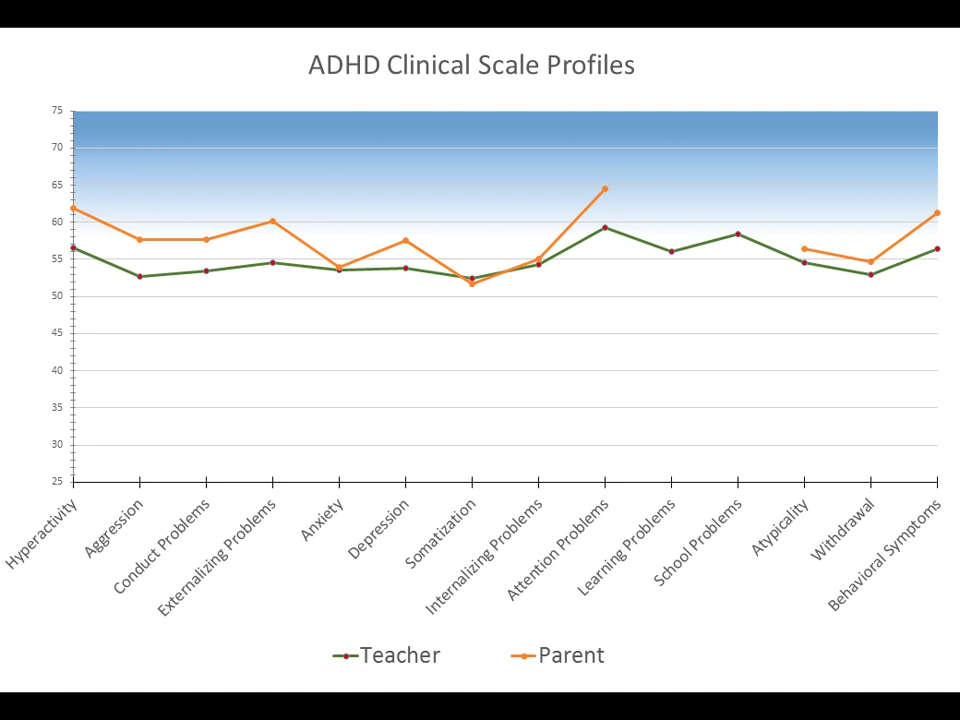 ADHD Clinical Scale Profiles
75
70
65
60
55
50
45
40
35
30
25
Hyperactivity
Aggression
Conduct Problems
Externalizing Problems
Anxiety
Depression
Somatization
Internalizing Problems
Attention Problems
Learning Problems
School Problems
Atypicality
Withdrawal
Behavioral Symptoms
Teacher
Parent